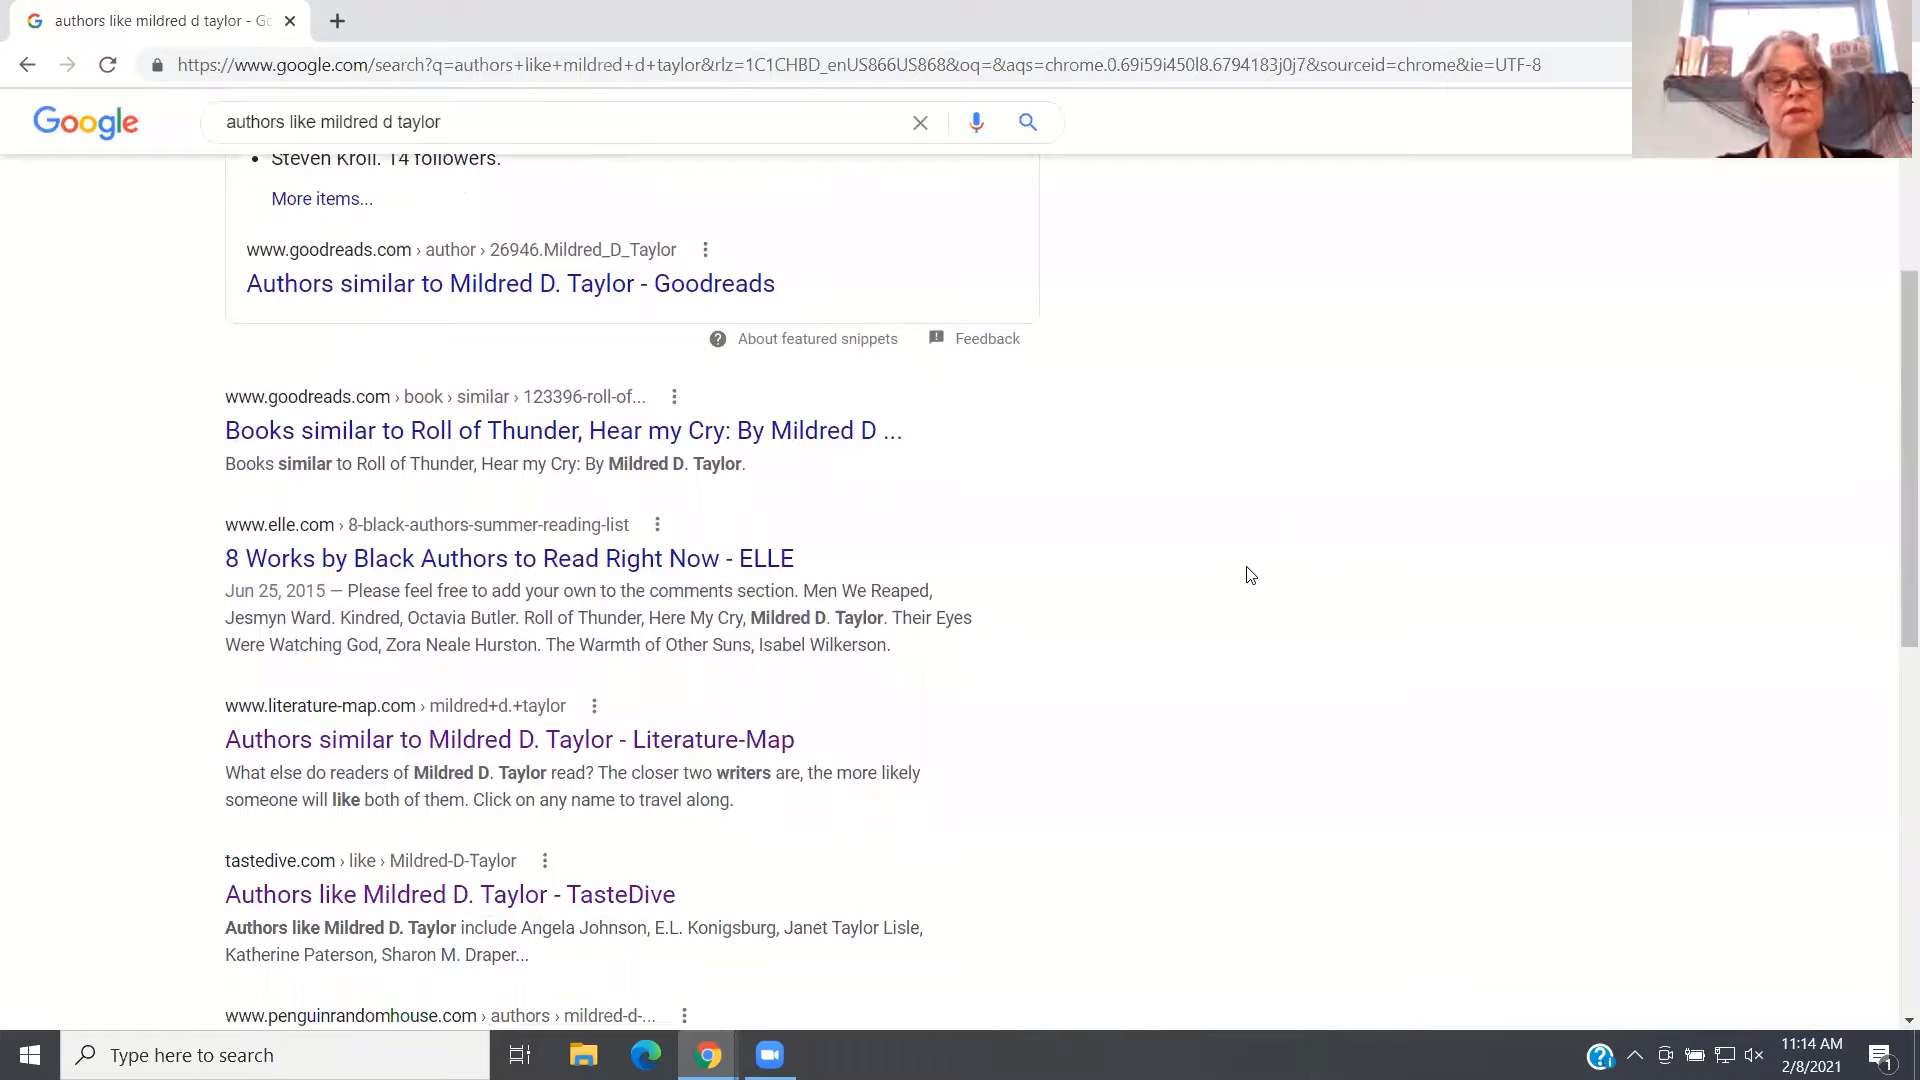 authors like mildred d taylor - Go
https://www.google.com/search?q=authors+like+mildred+d+taylor&rlz=1C1CHBD_enUS866US868&oq=&aqs=chrome.0.69i59i450l8.6794183j0j7&sourceid=chrome&ie=UTF-8
Google
authors like mildred d taylor
Steven Kroll. 14 followers.
More items...
www.goodreads.com › author › 26946.Mildred_D_Taylor
Authors similar to Mildred D. Taylor - Goodreads
About featured snippets
Feedback
www.goodreads.com › book › similar › 123396-roll-of...
Books similar to Roll of Thunder, Hear my Cry: By Mildred D ...
Books similar to Roll of Thunder, Hear my Cry: By Mildred D. Taylor.
www.elle.com › 8-black-authors-summer-reading-list
8 Works by Black Authors to Read Right Now - ELLE
Jun 25, 2015 — Please feel free to add your own to the comments section. Men We Reaped,
Jesmyn Ward. Kindred, Octavia Butler. Roll of Thunder, Here My Cry, Mildred D. Taylor. Their Eyes
Were Watching God, Zora Neale Hurston. The Warmth of Other Suns, Isabel Wilkerson.
www.literature-map.com › mildred+d.+taylor
Authors similar to Mildred D. Taylor - Literature-Map
What else do readers of Mildred D. Taylor read? The closer two writers are, the more likely
someone will like both of them. Click on any name to travel along.
tastedive.com › like › Mildred-D-Taylor
Authors like Mildred D. Taylor - TasteDive
Authors like Mildred D. Taylor include Angela Johnson, E.L. Konigsburg, Janet Taylor Lisle,
Katherine Paterson, Sharon M. Draper...
www.penguinrandomhouse.com › authors › mildred-d-...
Type here to search
11:14 AM
2/8/2021
1